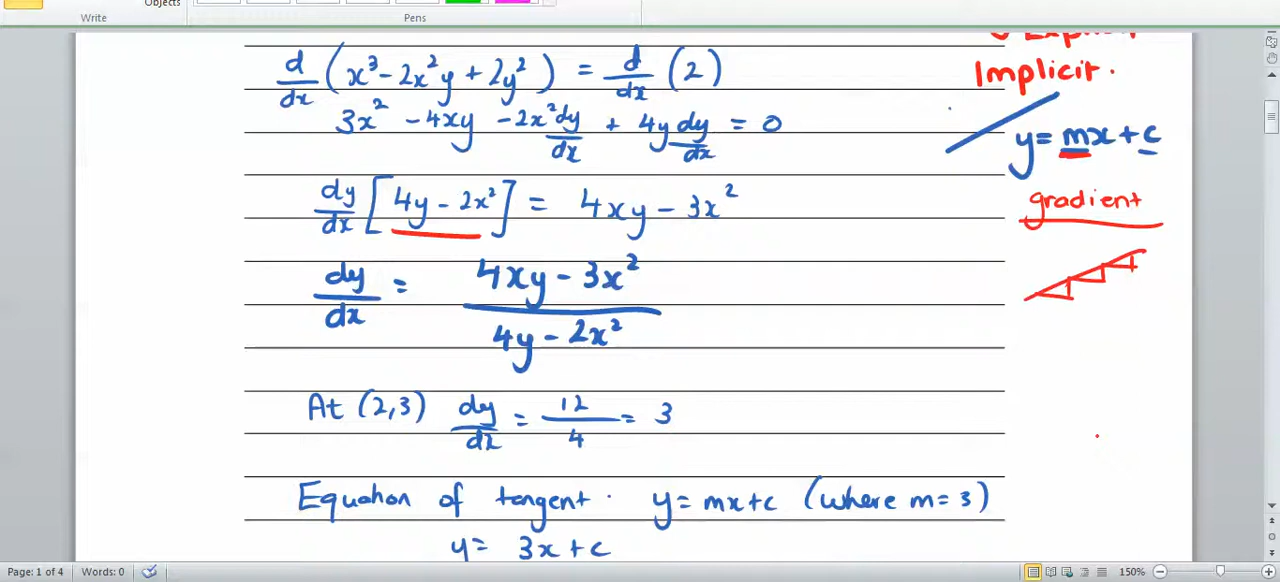 Objects
Write
Pens
Explicit
Implicit.
d/dx (x³ - 2x²y + 2y²) = d/dx (2)
3x² - 4xy - 2x² dy/dx + 4y dy/dx = 0
y = mx + c
dy/dx [4y - 2x²] = 4xy - 3x²
gradient
dy/dx = (4xy - 3x²)/(4y - 2x²)
At (2,3) dy/dx = 12/4 = 3
Equation of tangent. y = mx + c (where m = 3)
y = 3x + c
Page: 1 of 4
Words: 0
150%